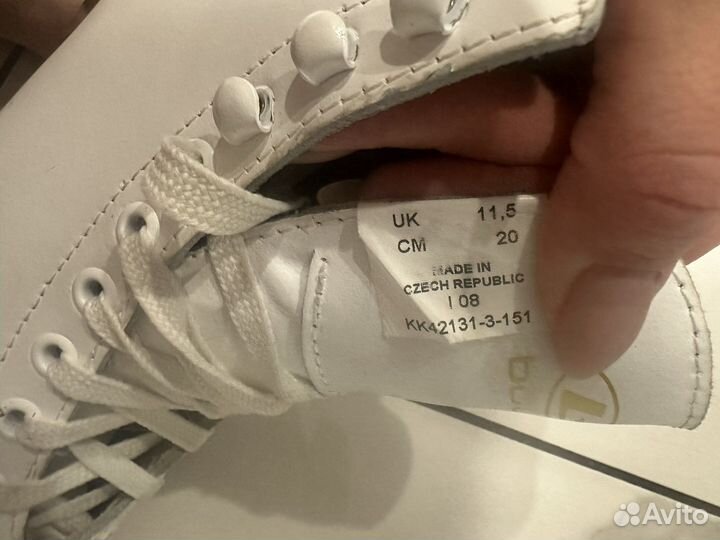 UK 11,5
CM 20
MADE IN
CZECH REPUBLIC
I 08
KK42131-3-151
Avito